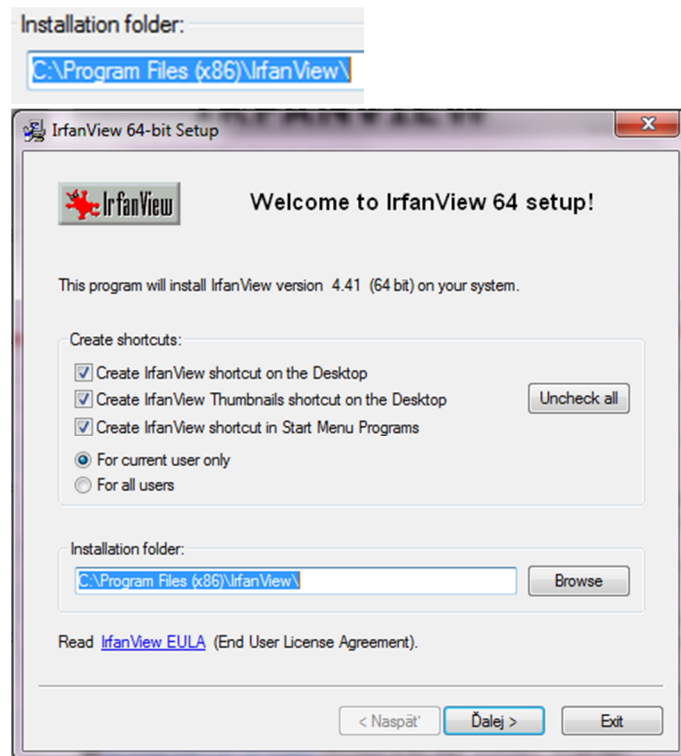 Installation folder:
C:\Program Files (x86)\IrfanView\
IrfanView 64-bit Setup
IrfanView
Welcome to IrfanView 64 setup!
This program will install IrfanView version 4.41 (64 bit) on your system.
Create shortcuts:
Create IrfanView shortcut on the Desktop
Create IrfanView Thumbnails shortcut on the Desktop
Uncheck all
Create IrfanView shortcut in Start Menu Programs
For current user only
For all users
Installation folder:
C:\Program Files (x86)\IrfanView\
Browse
Read IrfanView EULA (End User License Agreement).
< Naspäť
Ďalej >
Exit